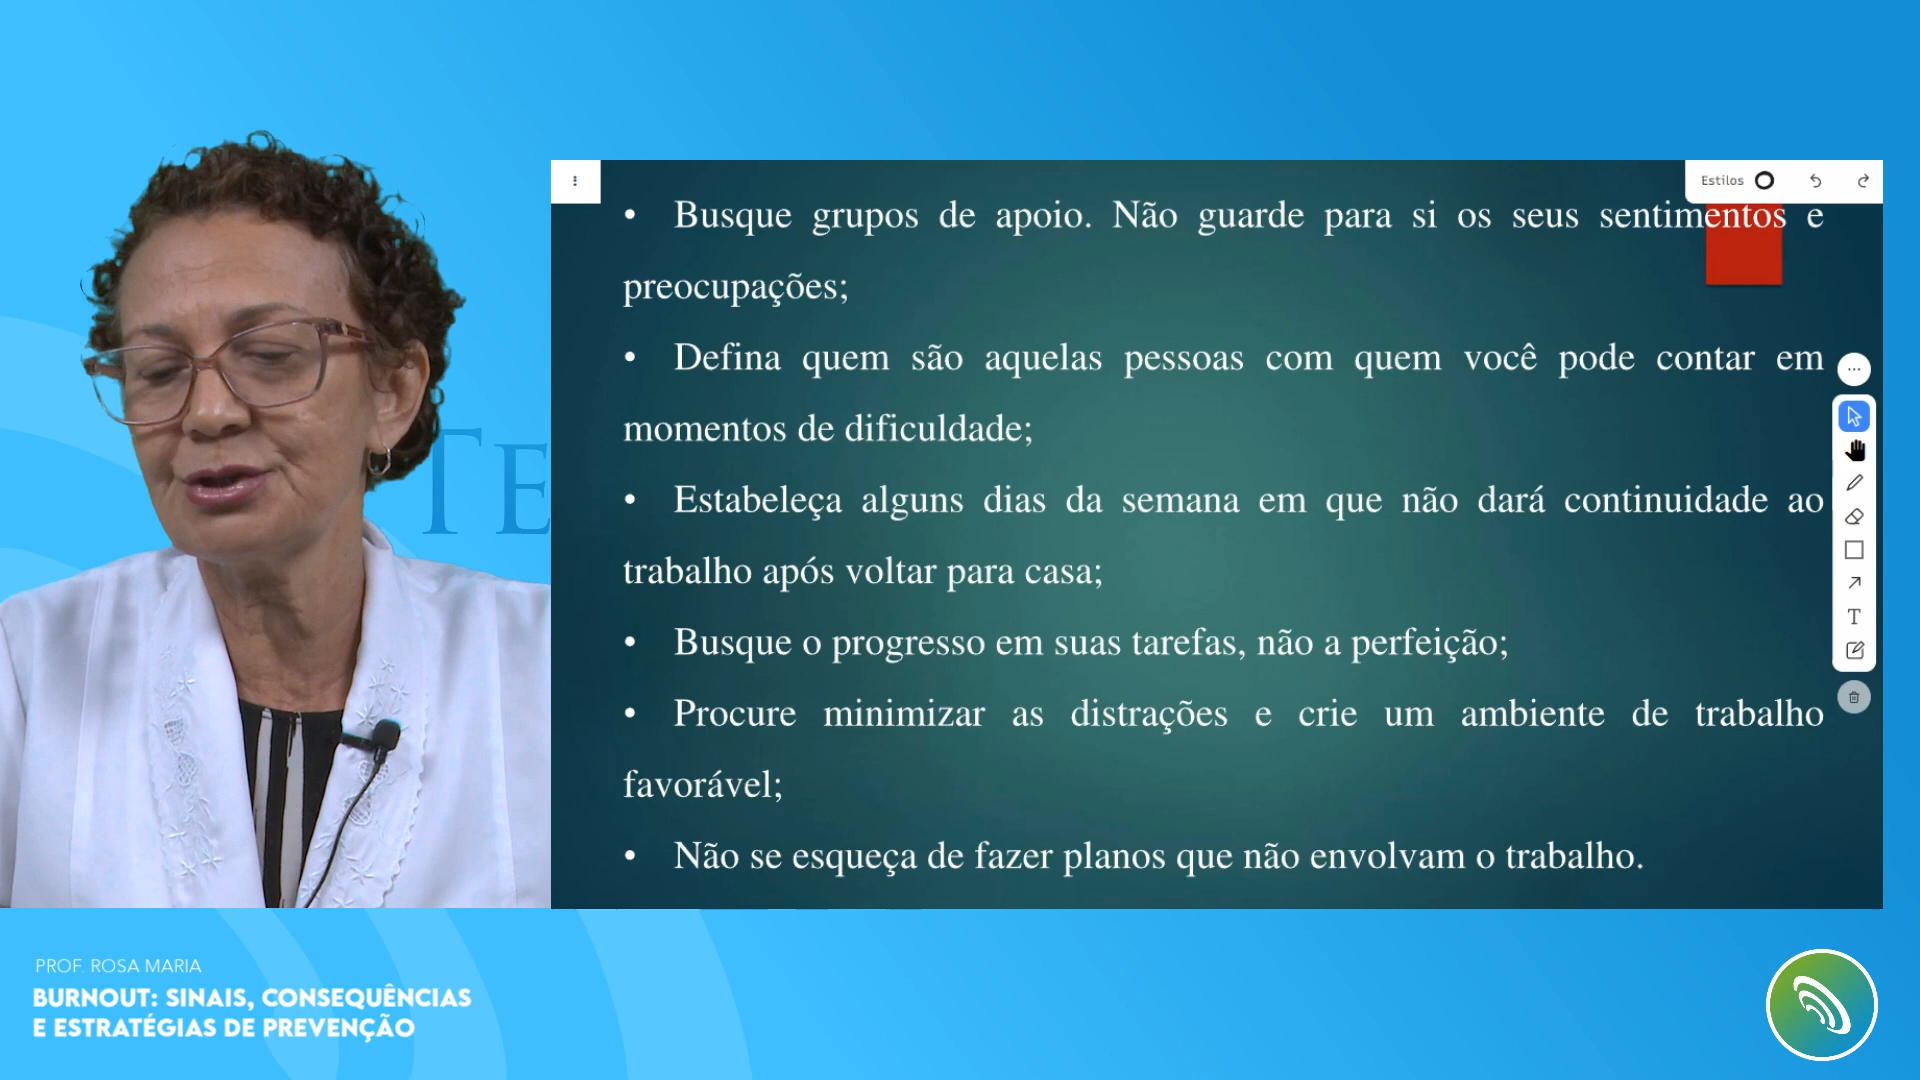 Estilos
• Busque grupos de apoio. Não guarde para si os seus sentimentos e
preocupações;
• Defina quem são aquelas pessoas com quem você pode contar em
momentos de dificuldade;
• Estabeleça alguns dias da semana em que não dará continuidade ao
trabalho após voltar para casa;
• Busque o progresso em suas tarefas, não a perfeição;
• Procure minimizar as distrações e crie um ambiente de trabalho
favorável;
• Não se esqueça de fazer planos que não envolvam o trabalho.
TE
T
PROF. ROSA MARIA
BURNOUT: SINAIS, CONSEQUÊNCIAS
E ESTRATÉGIAS DE PREVENÇÃO